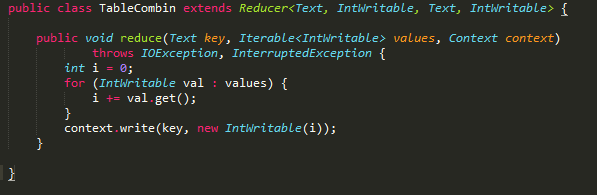 public class TableCombin extends Reducer<Text, IntWritable, Text, IntWritable> {
public void reduce(Text key, Iterable<IntWritable> values, Context context)
throws IOException, InterruptedException {
int i = 0;
for (IntWritable val : values) {
i += val.get();
}
context.write(key, new IntWritable(i));
}
}